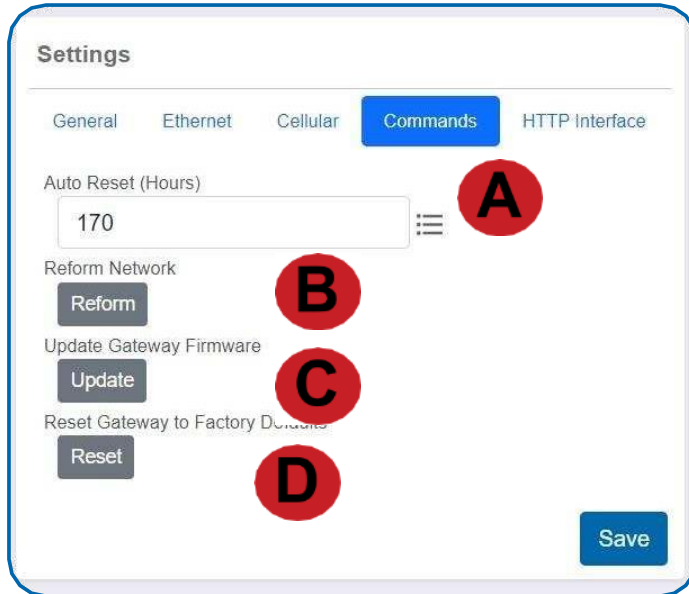 Settings
General Ethernet Cellular Commands HTTP Interface
Auto Reset (Hours)
A
170
Reform Network
B
Reform
Update Gateway Firmware
C
Update
Reset Gateway to Factory Defaults
Reset
D
Save